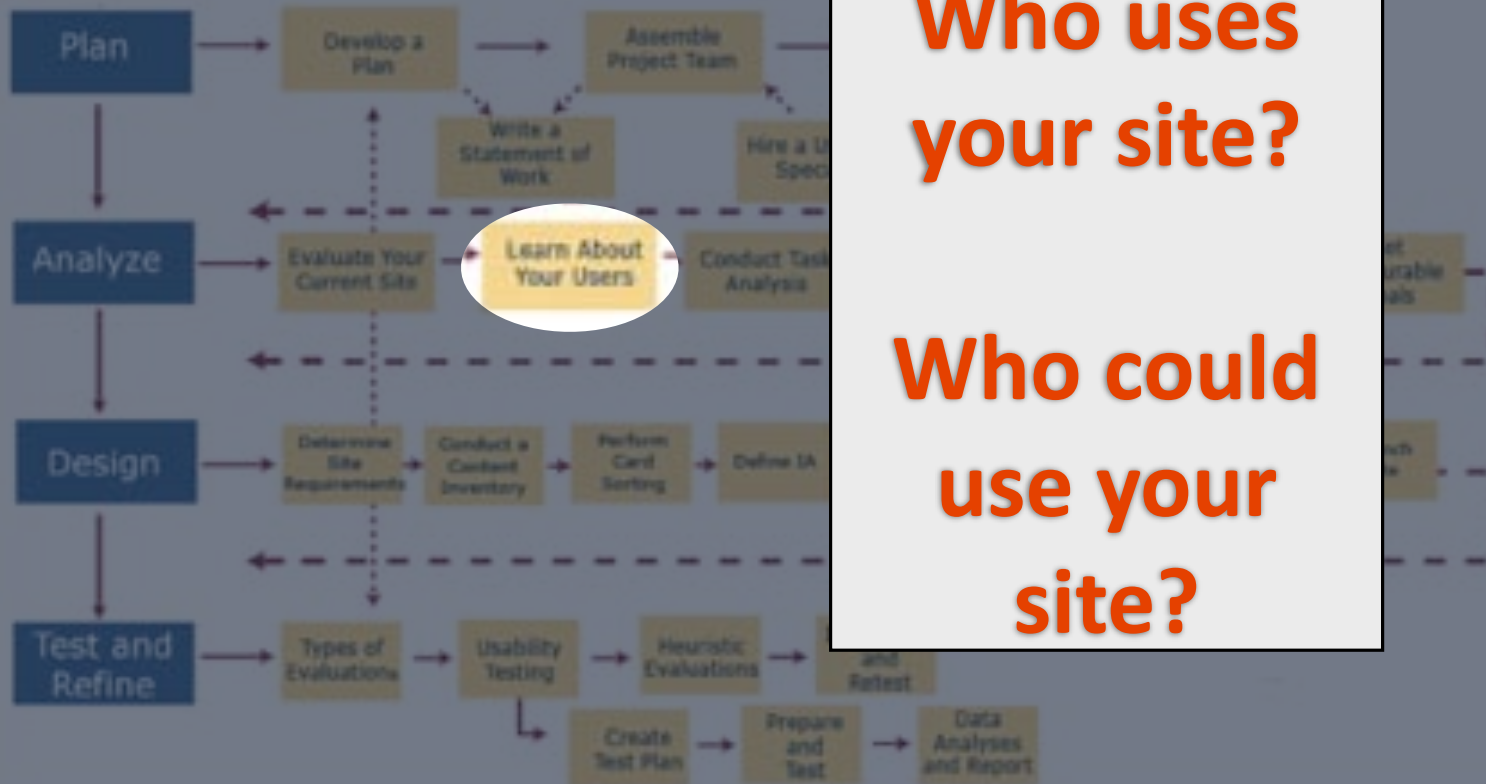 Plan
Develop a
Plan
Assemble
Project Team
Write a
Statement of
Work
Hire a
Who uses
your site?
Who could
use your
site?
Analyze
Evaluate Your
Current Site
Learn About
Your Users
Conduct Task
Analysis
Design
Determine
Site
Requirements
Conduct a
Content
Inventory
Perform
Card
Sorting
Define IA
Test and
Refine
Types of
Evaluations
Usability
Testing
Heuristic
Evaluations
and
Retest
Create
Test Plan
Prepare
and
Test
Data
Analyses
and Report